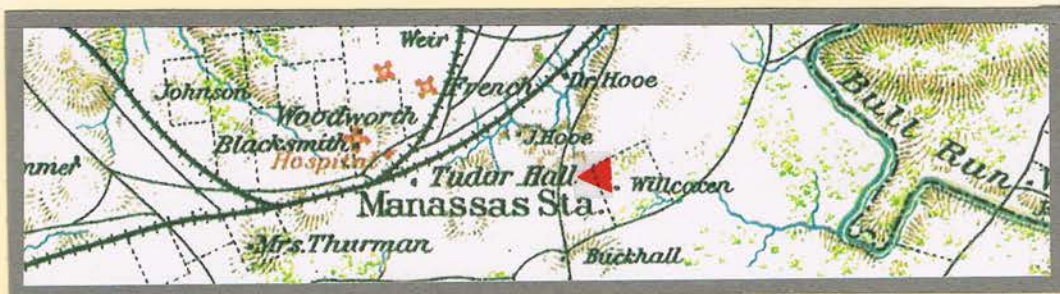 Weir
Johnson
French
Dr. Hooe
Woodworth
Blacksmith
J. Hooe
Hospital
Tudor Hall
Willcoxen
Manassas Sta.
Mrs. Thurman
Buckhall
Bull Run